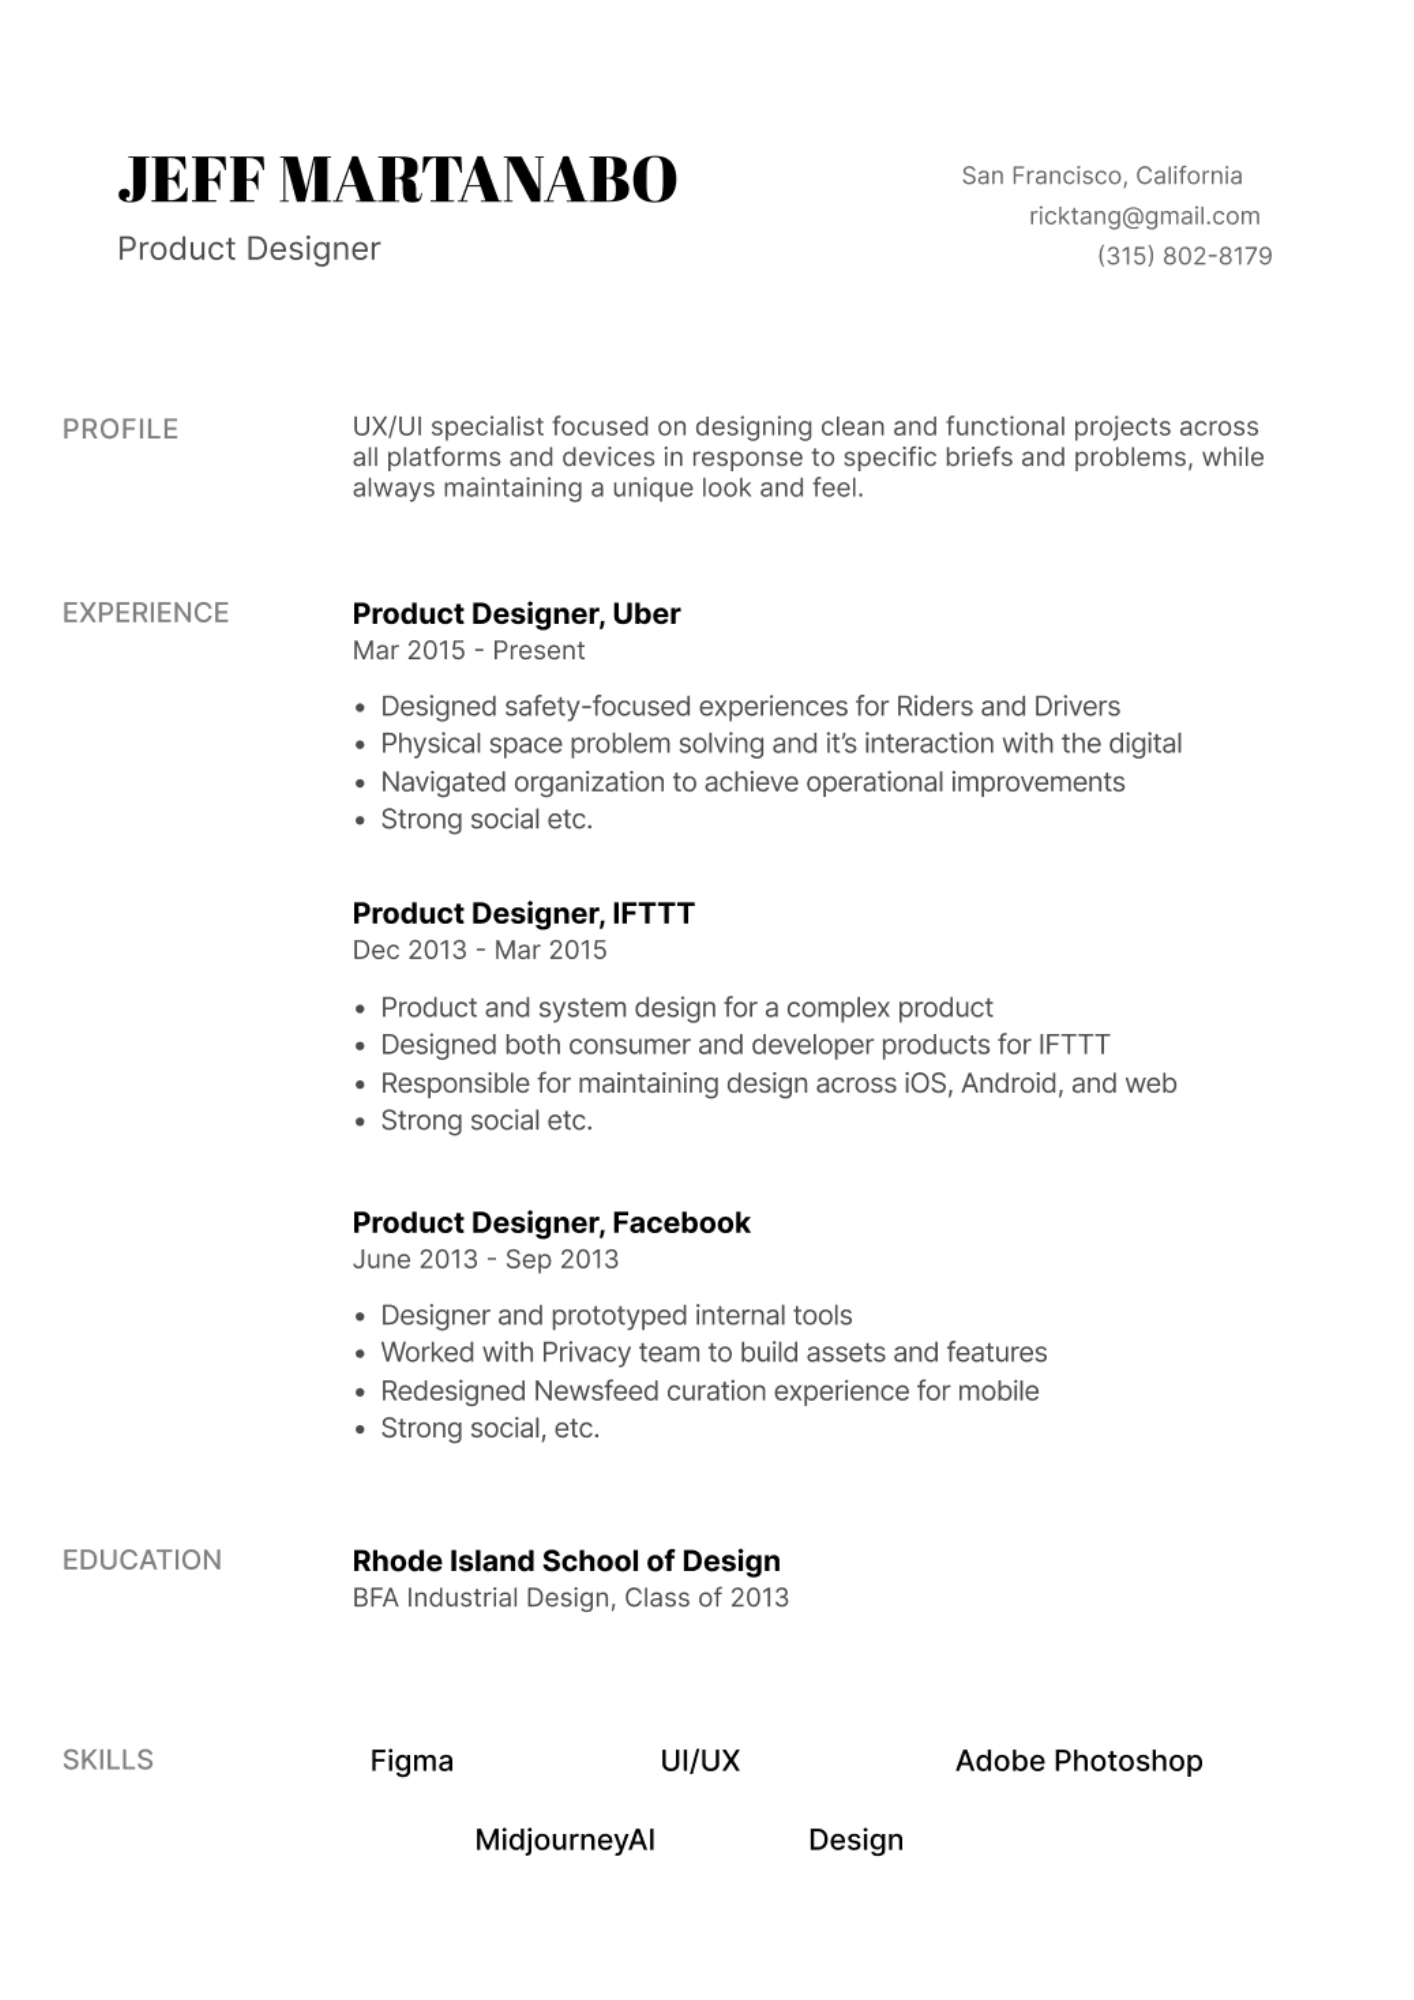 JEFF MARTANABO
Product Designer
San Francisco, California
ricktang@gmail.com
(315) 802-8179
PROFILE
UX/UI specialist focused on designing clean and functional projects across
all platforms and devices in response to specific briefs and problems, while
always maintaining a unique look and feel.
EXPERIENCE
Product Designer, Uber
Mar 2015 - Present
• Designed safety-focused experiences for Riders and Drivers
• Physical space problem solving and it’s interaction with the digital
• Navigated organization to achieve operational improvements
• Strong social etc.
Product Designer, IFTTT
Dec 2013 - Mar 2015
• Product and system design for a complex product
• Designed both consumer and developer products for IFTTT
• Responsible for maintaining design across iOS, Android, and web
• Strong social etc.
Product Designer, Facebook
June 2013 - Sep 2013
• Designer and prototyped internal tools
• Worked with Privacy team to build assets and features
• Redesigned Newsfeed curation experience for mobile
• Strong social, etc.
EDUCATION
Rhode Island School of Design
BFA Industrial Design, Class of 2013
SKILLS
Figma UI/UX Adobe Photoshop
MidjourneyAI Design